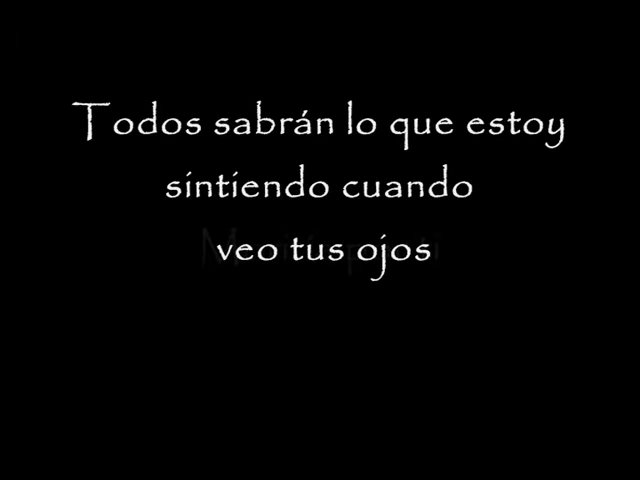 Todos sabrán lo que estoy
sintiendo cuando
veo tus ojos